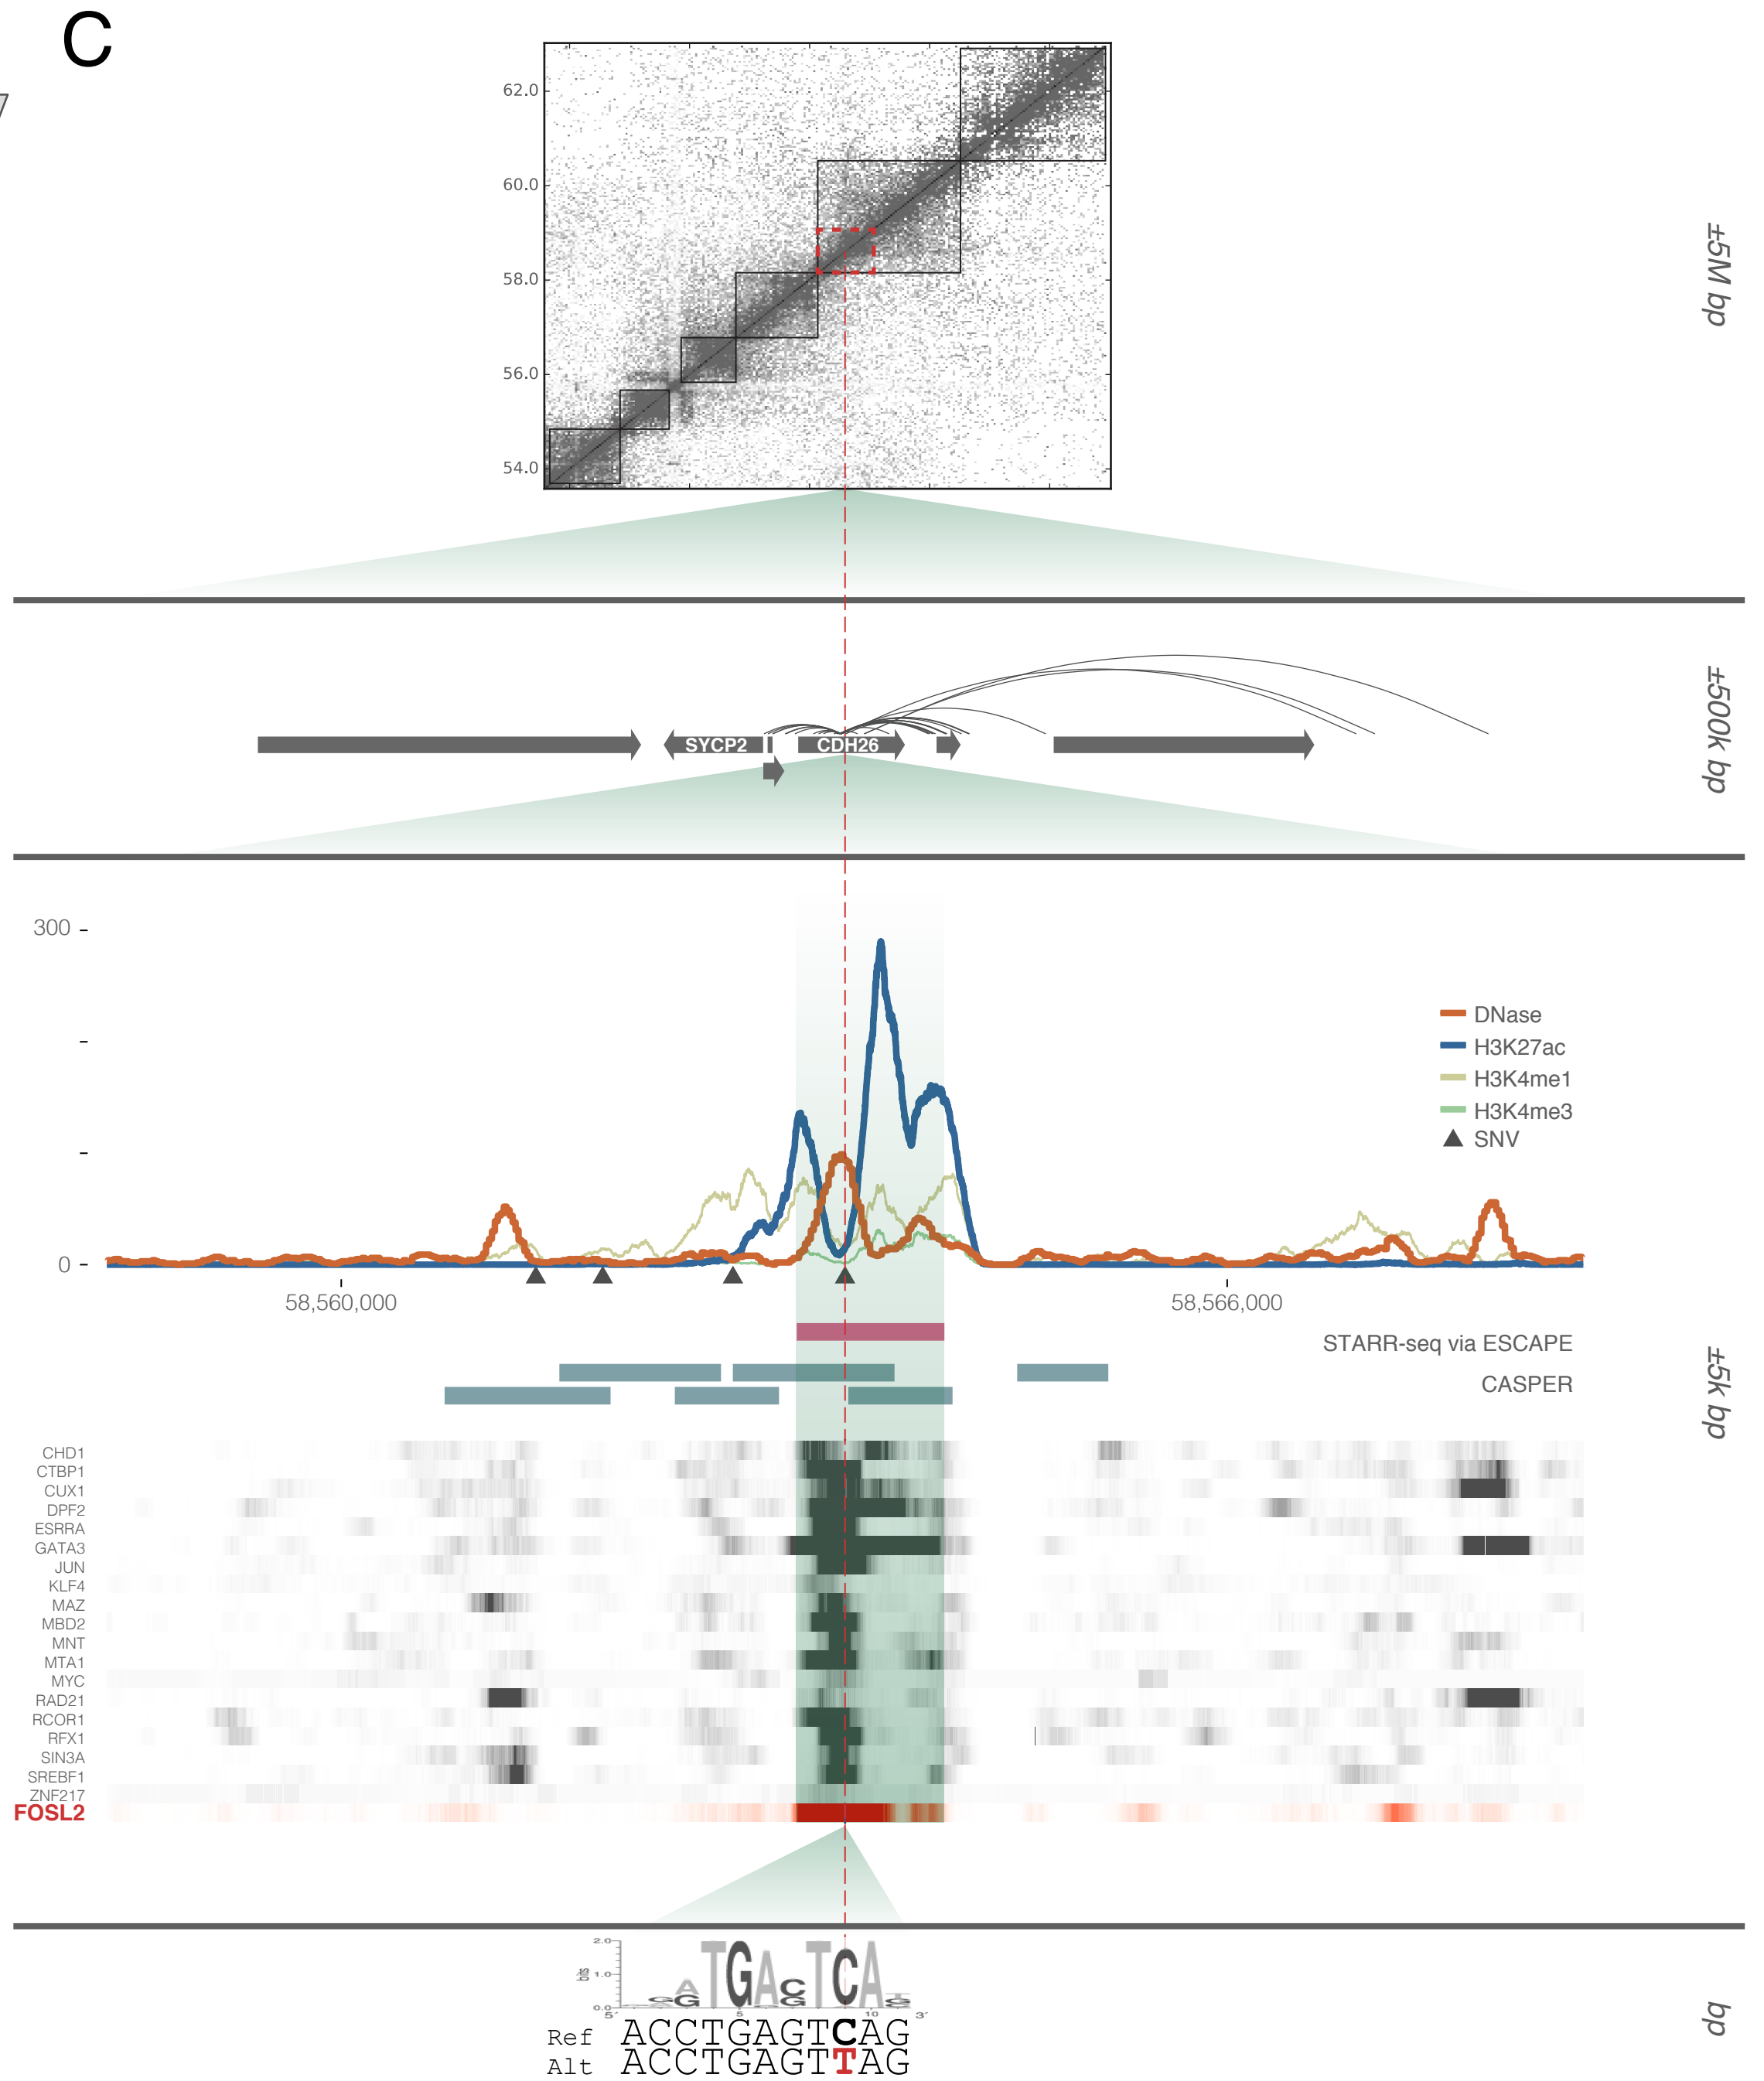 C
7
62.0
60.0
58.0
56.0
54.0
±5M bp
SYCP2
CDH26
±500k bp
300
0
DNase
H3K27ac
H3K4me1
H3K4me3
SNV
58,560,000
58,566,000
STARR-seq via ESCAPE
CASPER
±5k bp
CHD1
CTBP1
CUX1
DPF2
ESRRA
GATA3
JUN
KLF4
MAZ
MBD2
MNT
MTA1
MYC
RAD21
RCOR1
RFX1
SIN3A
SREBF1
ZNF217
FOSL2
2.0
1.0
0.0
bits
5′
5
10
3′
TGACTCA
Ref ACCTGAGTCAG
Alt ACCTGAGTTAG
bp